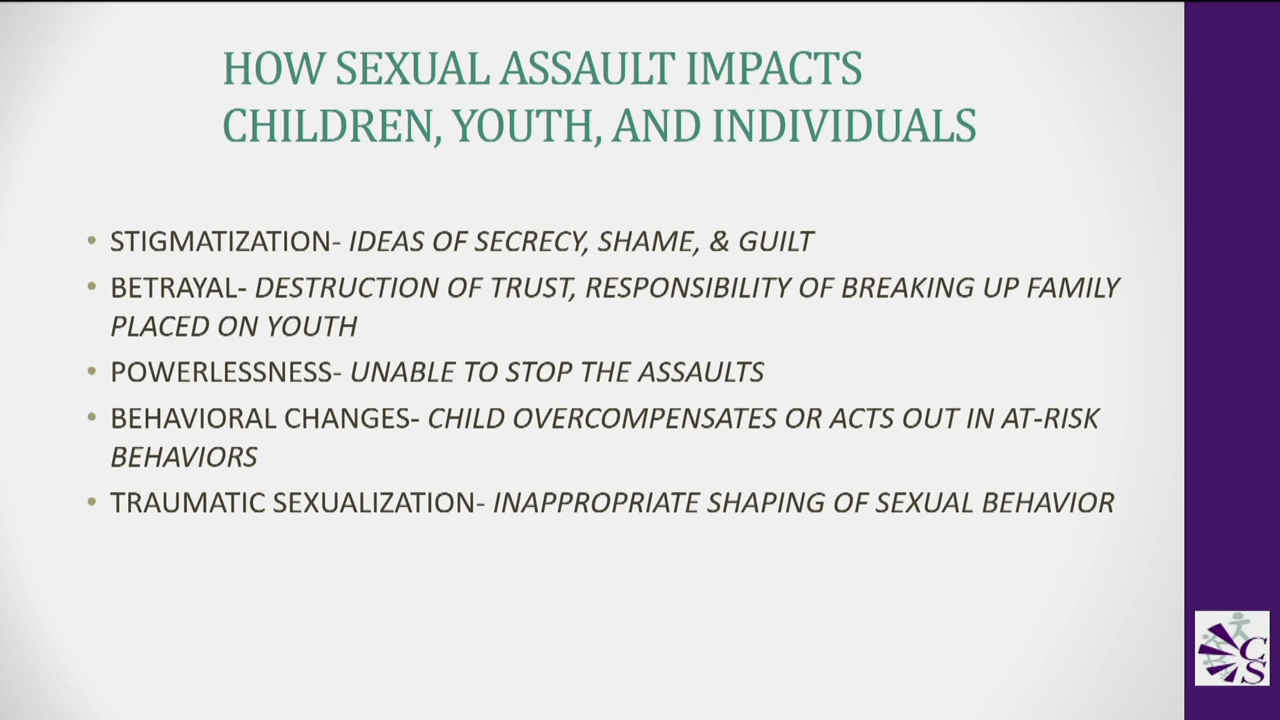 HOW SEXUAL ASSAULT IMPACTS
CHILDREN, YOUTH, AND INDIVIDUALS
• STIGMATIZATION- IDEAS OF SECRECY, SHAME, & GUILT
• BETRAYAL- DESTRUCTION OF TRUST, RESPONSIBILITY OF BREAKING UP FAMILY
PLACED ON YOUTH
• POWERLESSNESS- UNABLE TO STOP THE ASSAULTS
• BEHAVIORAL CHANGES- CHILD OVERCOMPENSATES OR ACTS OUT IN AT-RISK
BEHAVIORS
• TRAUMATIC SEXUALIZATION- INAPPROPRIATE SHAPING OF SEXUAL BEHAVIOR
C
S